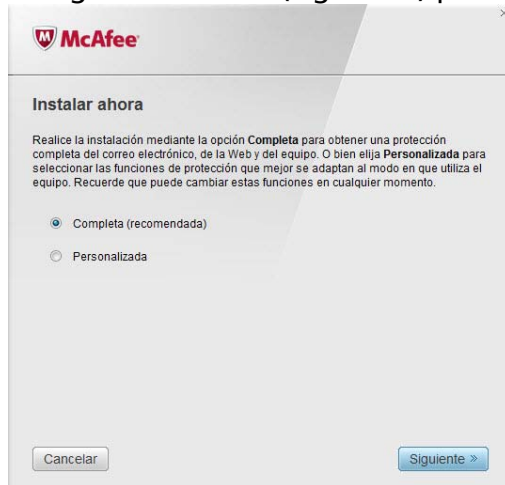 McAfee
Instalar ahora
Realice la instalación mediante la opción Completa para obtener una protección
completa del correo electrónico, de la Web y del equipo. O bien elija Personalizada para
seleccionar las funciones de protección que mejor se adaptan al modo en que utiliza el
equipo. Recuerde que puede cambiar estas funciones en cualquier momento.
Completa (recomendada)
Personalizada
Cancelar
Siguiente »